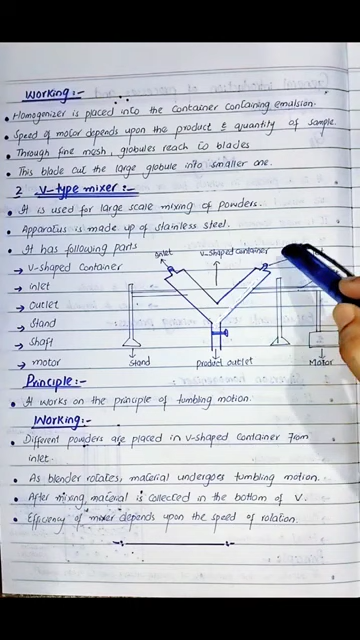 Working:-
• Homogenizer is placed into the container containing emulsion.
• Speed of motor depends upon the product & quantity of sample.
• Through fine mesh, globules reach to blades
• This blade cut the large globule into smaller one.
2 V-type mixer:-
• It is used for large scale mixing of powders.
• Apparatus is made up of stainless steel.
• It has following parts
→ V-shaped container
→ inlet
→ outlet
→ Stand
→ shaft
→ motor
Inlet V-shaped container
Stand product outlet Motor
Principle:-
• It works on the principle of tumbling motion.
Working:-
• Different powders are placed in V-shaped container from
inlet.
• As blender rotates, material undergoes tumbling motion.
• After mixing material is collected in the bottom of V.
• Efficiency of mixer depends upon the speed of rotation.